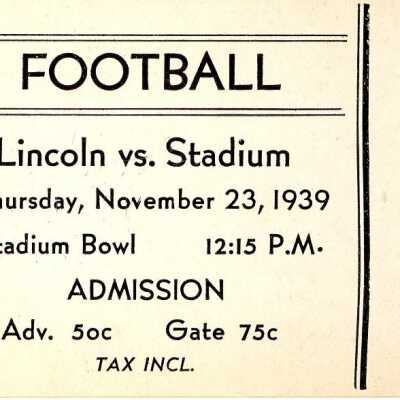 FOOTBALL
Lincoln vs. Stadium
hursday, November 23, 1939
tadium Bowl 12:15 P.M.
ADMISSION
Adv. 50c Gate 75c
TAX INCL.